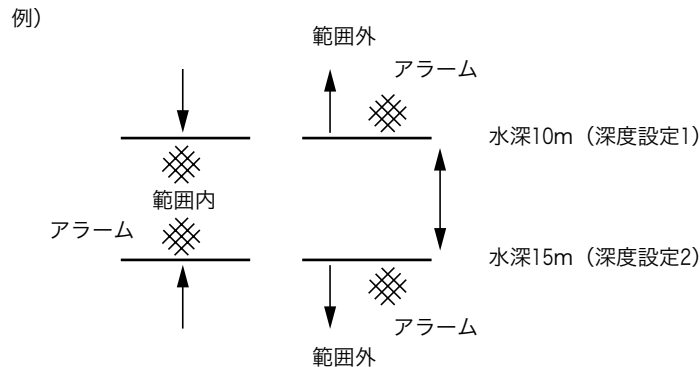 例）
範囲外
アラーム
水深10m（深度設定1）
範囲内
アラーム
水深15m（深度設定2）
アラーム
範囲外